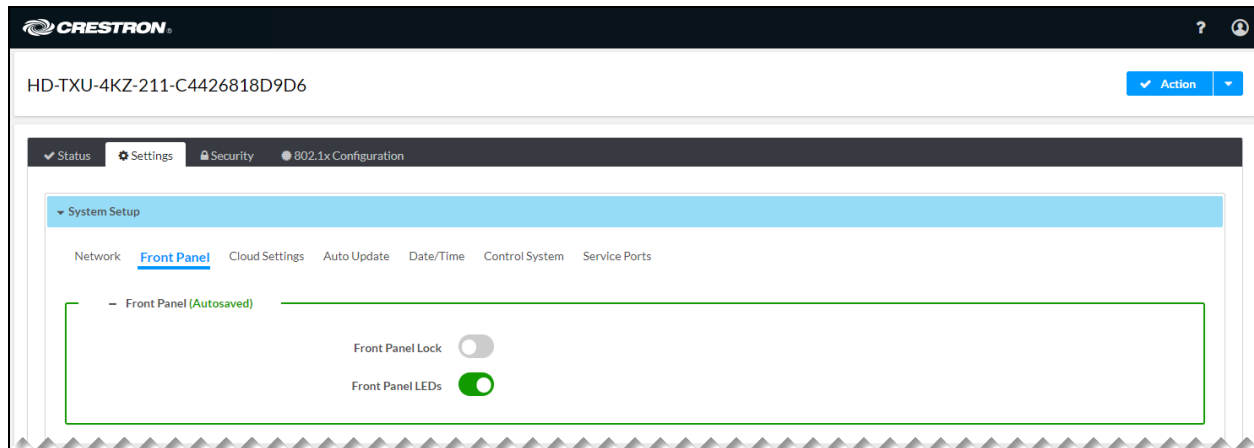 CRESTRON®
?
HD-TXU-4KZ-211-C4426818D9D6
Action
Status Settings Security 802.1x Configuration
System Setup
Network Front Panel Cloud Settings Auto Update Date/Time Control System Service Ports
Front Panel (Autosaved)
Front Panel Lock
Front Panel LEDs